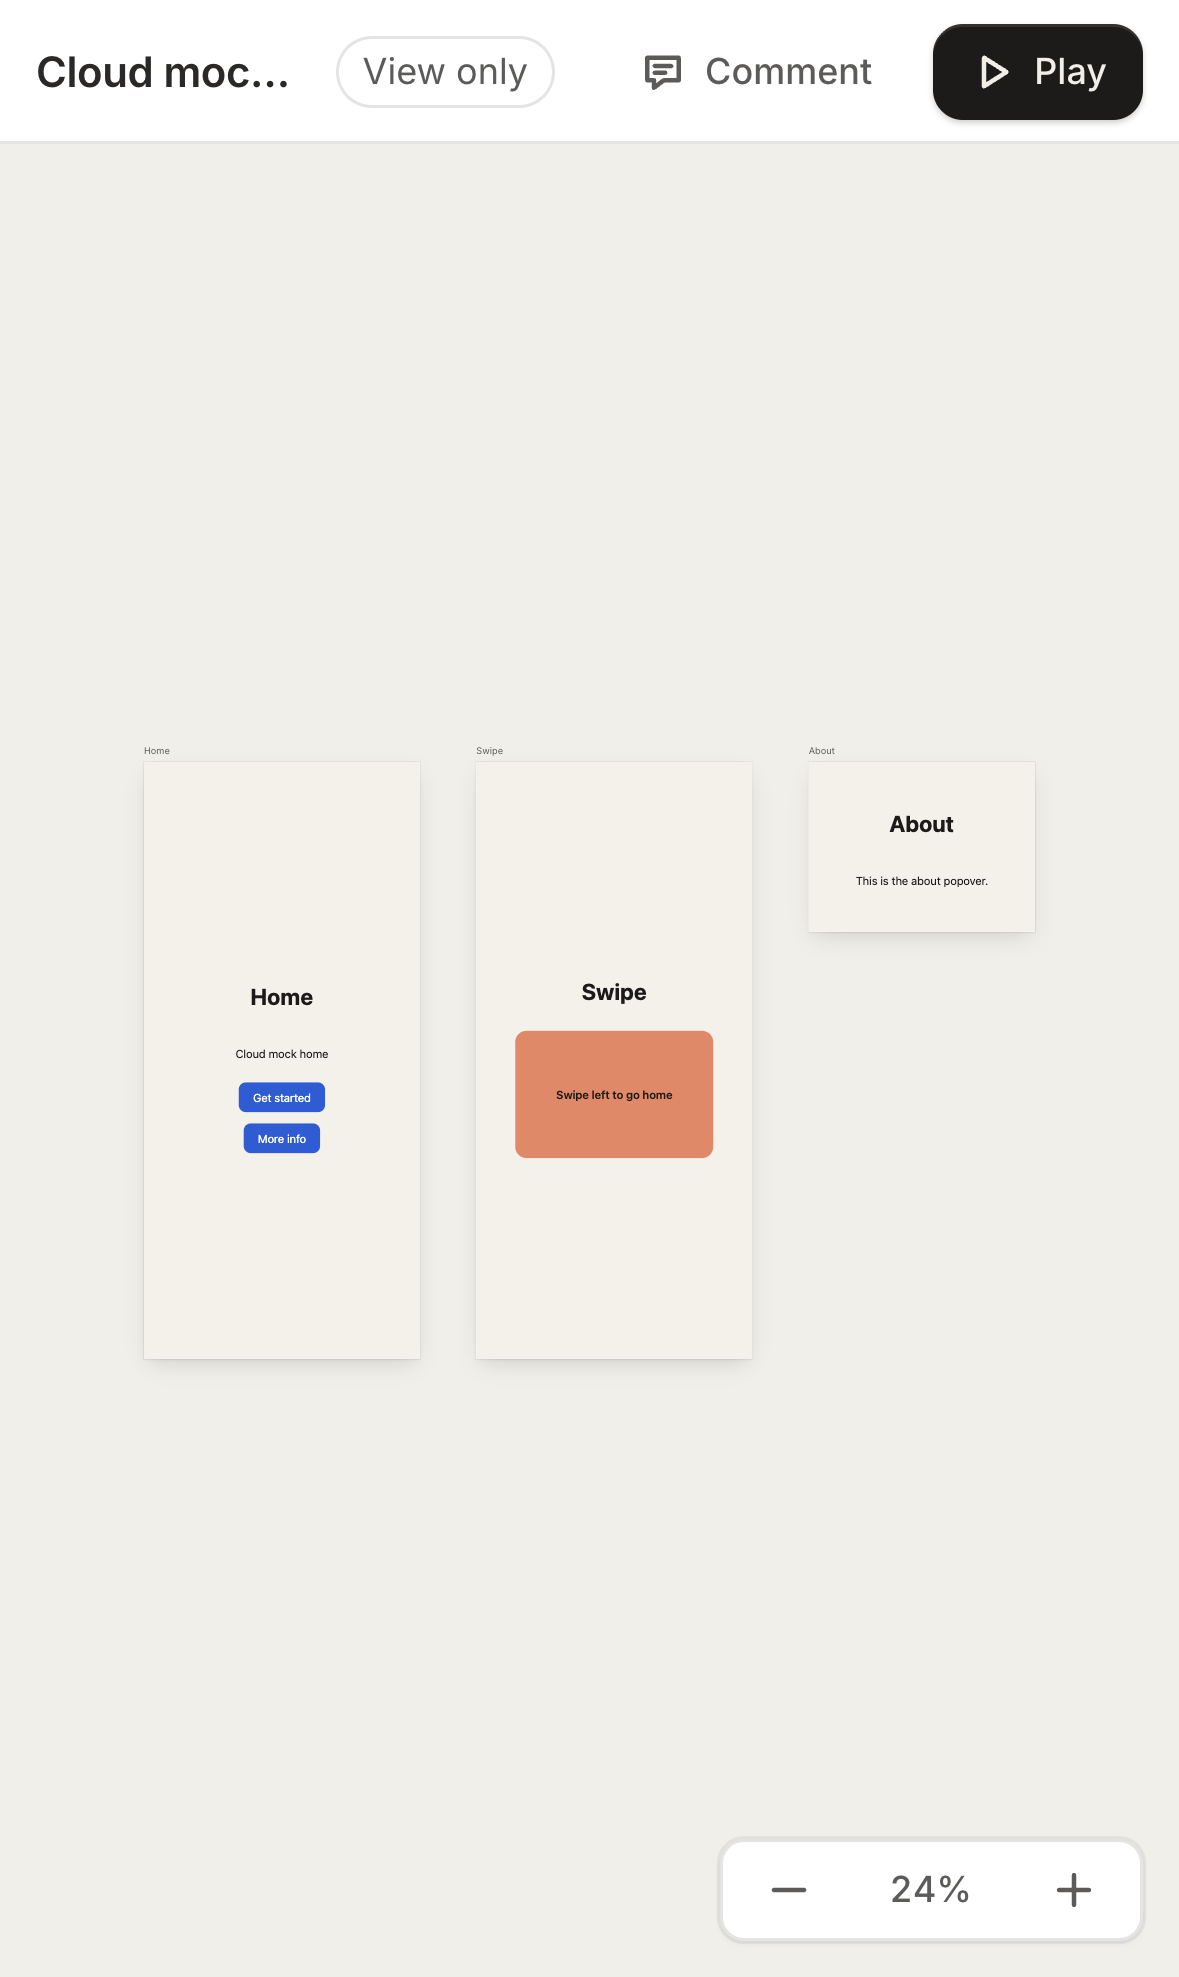 Cloud moc...
View only
Comment
Play
Home
Swipe
About
Home
Cloud mock home
Get started
More info
Swipe
Swipe left to go home
About
This is the about popover.
24%